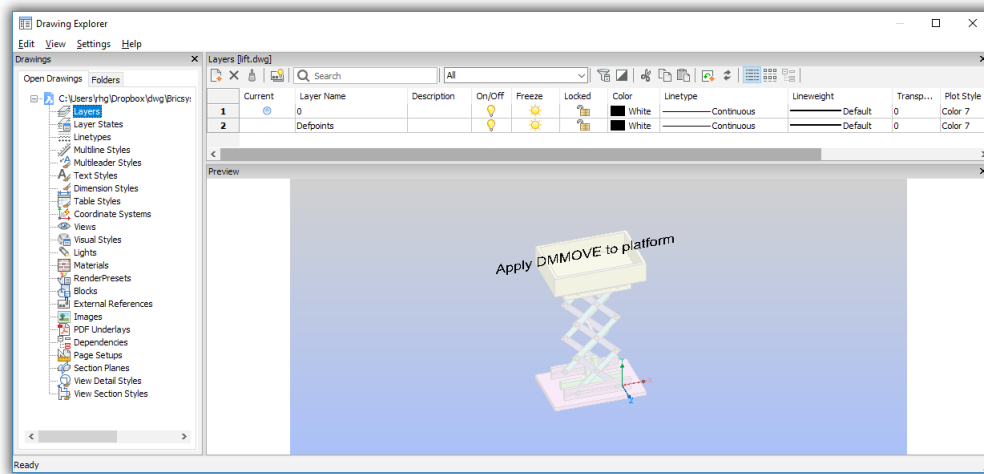 Drawing Explorer
Edit View Settings Help
Drawings
Open Drawings Folders
C:\Users\rhg\Dropbox\dwg\Bricsy:
Layers
Layer States
Linetypes
Multiline Styles
Multileader Styles
Text Styles
Dimension Styles
Table Styles
Coordinate Systems
Views
Visual Styles
Lights
Materials
RenderPresets
Blocks
External References
Images
PDF Underlays
Dependencies
Page Setups
Section Planes
View Detail Styles
View Section Styles
Layers [lift.dwg]
Search All
Current Layer Name Description On/Off Freeze Locked Color Linetype Lineweight Transp... Plot Style
1 0 White Continuous Default 0 Color 7
2 Defpoints White Continuous Default 0 Color 7
Preview
Apply DMMOVE to platform
Ready